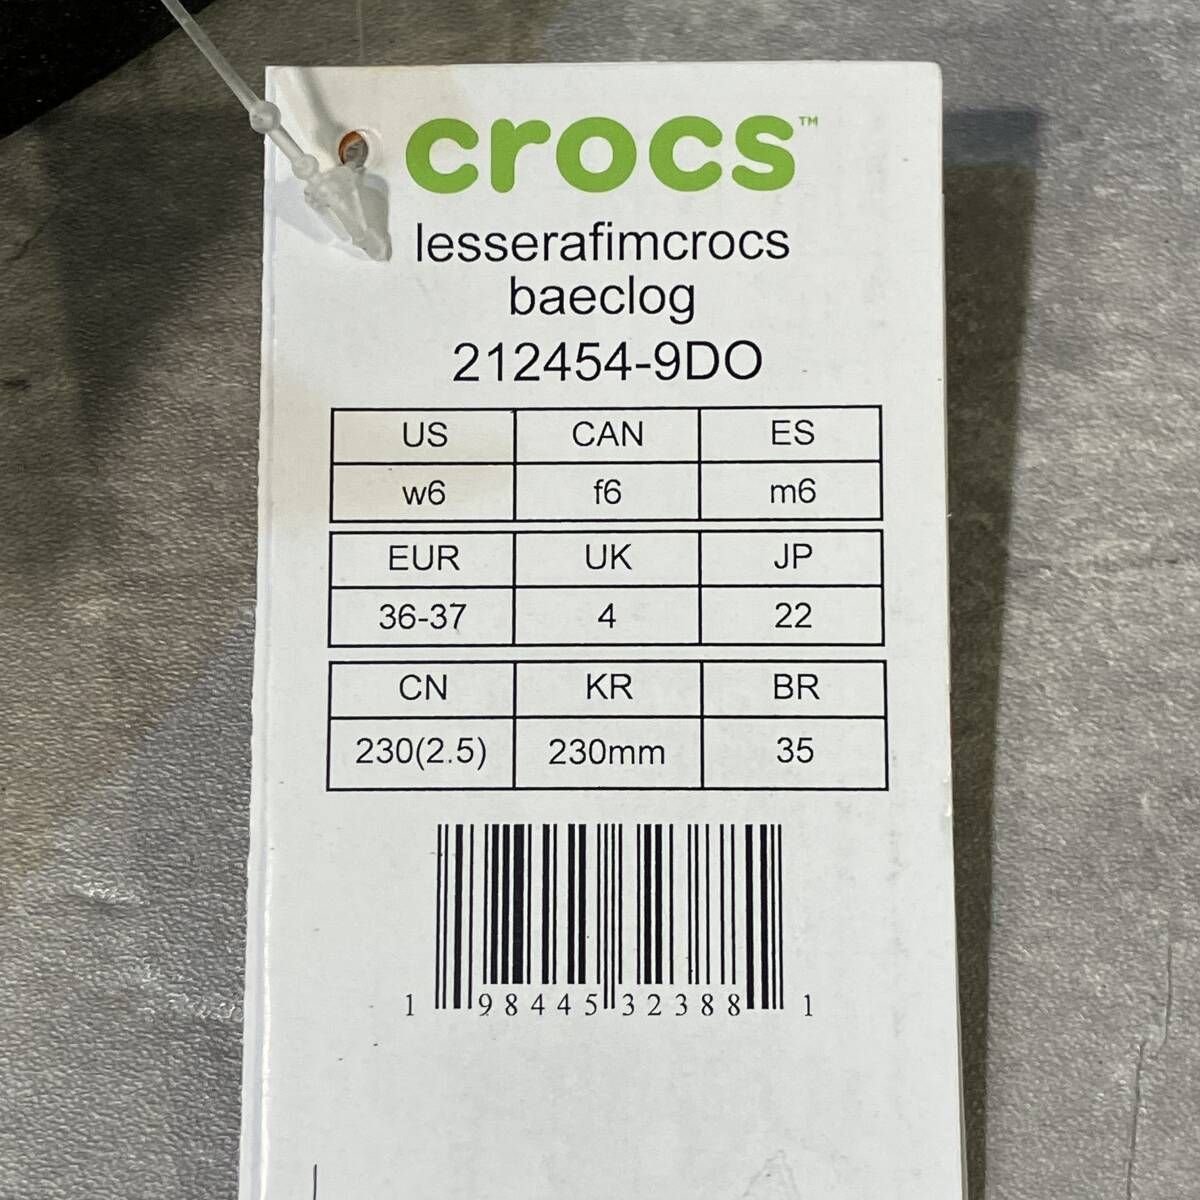 crocs™
lesserafimcrocs
baeclog
212454-9DO
US CAN ES
w6 f6 m6
EUR UK JP
36-37 4 22
CN KR BR
230(2.5) 230mm 35
1 98445 32388 1